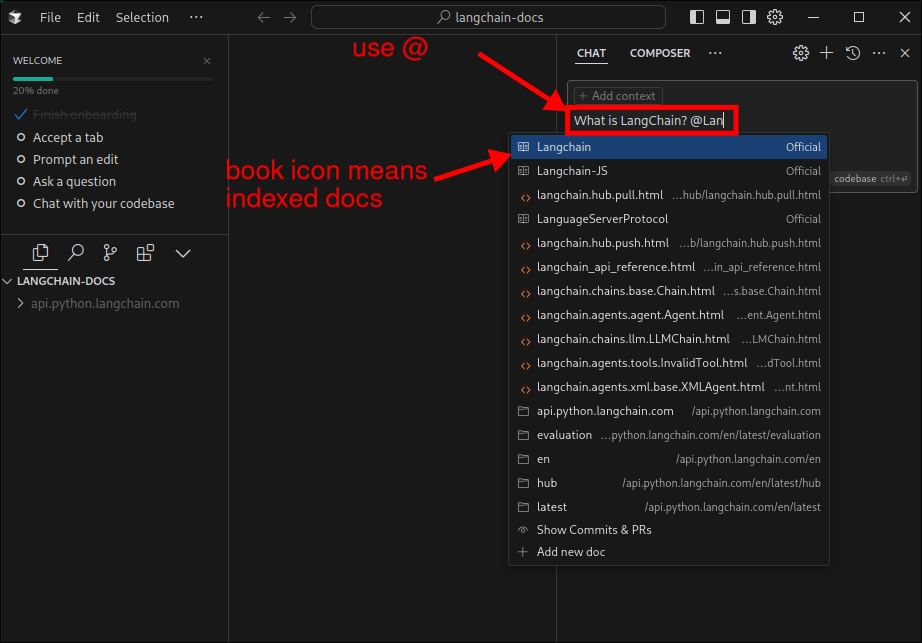 File Edit Selection ··· langchain-docs
use @
CHAT COMPOSER ···
WELCOME
20% done
Finish onboarding
Accept a tab
Prompt an edit
Ask a question
Chat with your codebase
+ Add context
What is LangChain? @Lan
book icon means
indexed docs
codebase ctrl+↵
LANGCHAIN-DOCS
api.python.langchain.com
Langchain Official
Langchain-JS Official
langchain.hub.pull.html …hub/langchain.hub.pull.html
LanguageServerProtocol Official
langchain.hub.push.html …b/langchain.hub.push.html
langchain_api_reference.html …in_api_reference.html
langchain.chains.base.Chain.html …s.base.Chain.html
langchain.agents.agent.Agent.html …ent.Agent.html
langchain.chains.llm.LLMChain.html …LMChain.html
langchain.agents.tools.InvalidTool.html …dTool.html
langchain.agents.xml.base.XMLAgent.html …nt.html
api.python.langchain.com /api.python.langchain.com
evaluation …python.langchain.com/en/latest/evaluation
en /api.python.langchain.com/en
hub /api.python.langchain.com/en/latest/hub
latest /api.python.langchain.com/en/latest
Show Commits & PRs
Add new doc